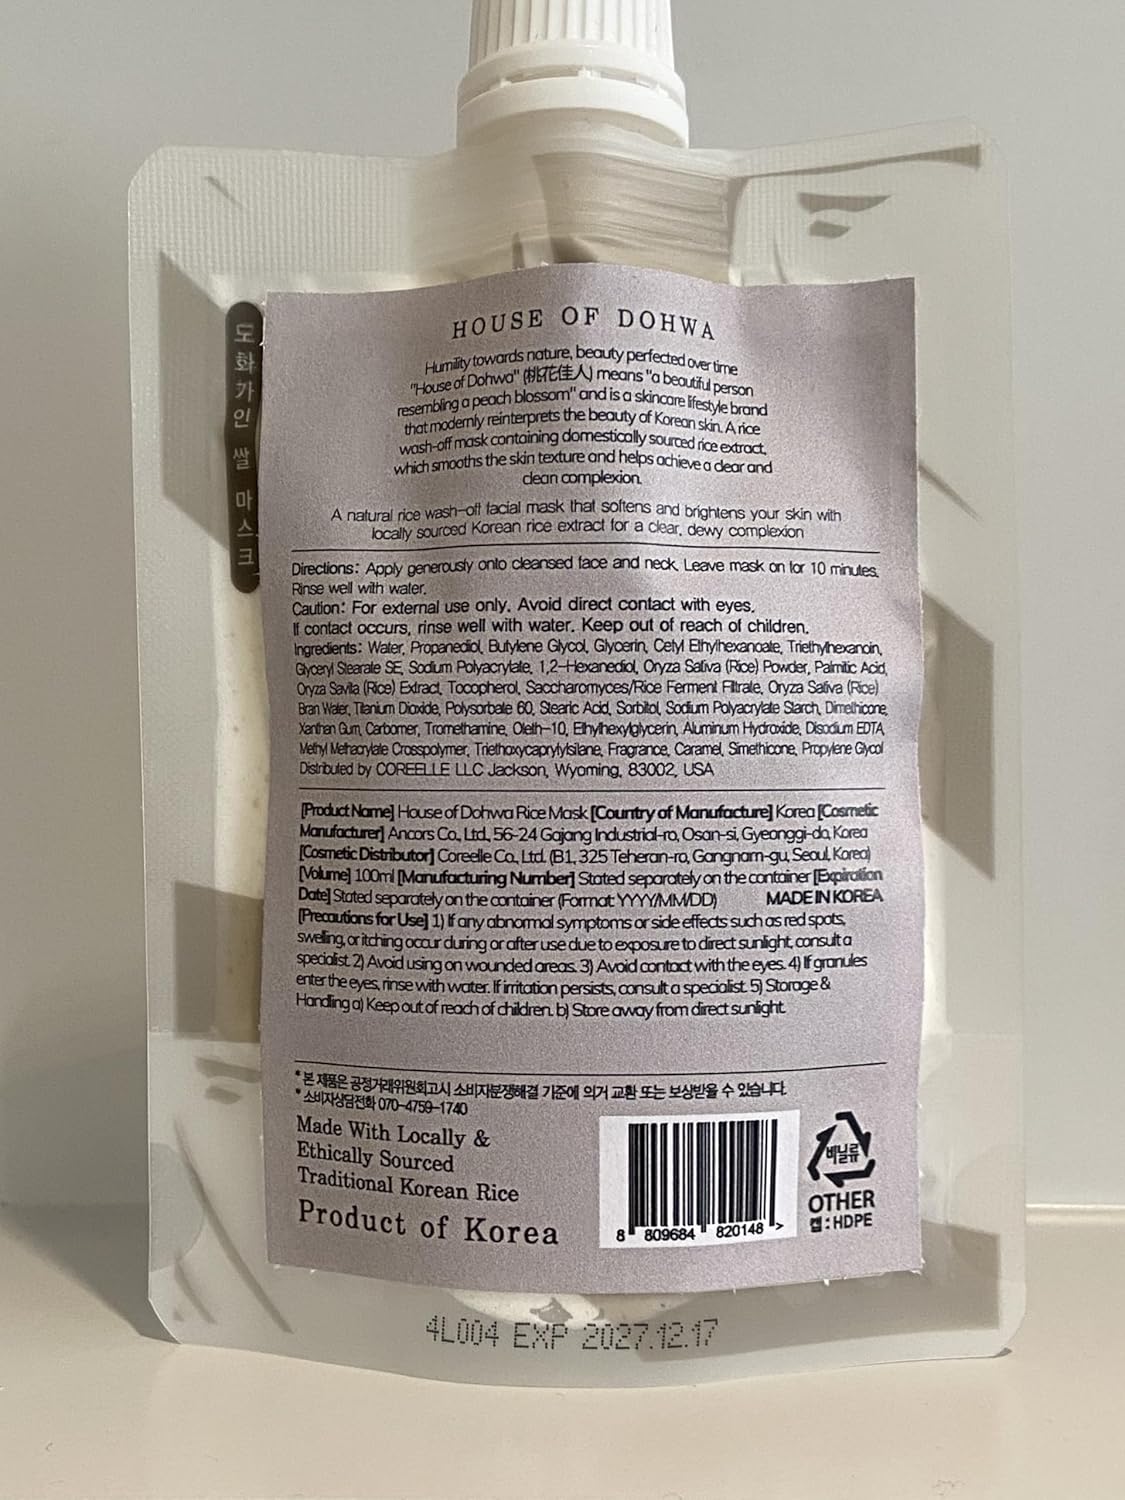 도화가인 쌀 마스크
HOUSE OF DOHWA
Humility towards nature, beauty perfected over time
"House of Dohwa" (桃花佳人) means "a beautiful person
resembling a peach blossom" and is a skincare lifestyle brand
that modernly reinterprets the beauty of Korean skin. A rice
wash-off mask containing domestically sourced rice extract,
which smooths the skin texture and helps achieve a clear and
clean complexion.
A natural rice wash-off facial mask that softens and brightens your skin with
locally sourced Korean rice extract for a clear, dewy complexion
Directions: Apply generously onto cleansed face and neck. Leave mask on for 10 minutes.
Rinse well with water.
Caution: For external use only. Avoid direct contact with eyes.
If contact occurs, rinse well with water. Keep out of reach of children.
Ingredients: Water, Propanediol, Butylene Glycol, Glycerin, Cetyl Ethylhexanoate, Triethylhexanoin,
Glyceryl Stearate SE, Sodium Polyacrylate, 1,2-Hexanediol, Oryza Sativa (Rice) Powder, Palmitic Acid,
Oryza Savita (Rice) Extract, Tocopherol, Saccharomyces/Rice Ferment Filtrate, Oryza Sativa (Rice)
Bran Water, Titanium Dioxide, Polysorbate 60, Stearic Acid, Sorbitol, Sodium Polyacrylate Starch, Dimethicone,
Xanthan Gum, Carbomer, Tromethamine, Oleth-10, Ethylhexylglycerin, Aluminum Hydroxide, Disodium EDTA,
Methyl Methacrylate Crosspolymer, Triethoxycaprylylsilane, Fragrance, Caramel, Simethicone, Propylene Glycol
Distributed by COREELLE LLC Jackson, Wyoming, 83002, USA
[Product Name] House of Dohwa Rice Mask [Country of Manufacture] Korea [Cosmetic
Manufacturer] Ancors Co., Ltd., 56-24 Gajang Industrial-ro, Osan-si, Gyeonggi-do, Korea
[Cosmetic Distributor] Coreelle Co., Ltd. (B1, 325 Teheran-ro, Gangnam-gu, Seoul, Korea)
[Volume] 100ml [Manufacturing Number] Stated separately on the container [Expiration
Date] Stated separately on the container (Format: YYYY/MM/DD) MADE IN KOREA
[Precautions for Use] 1) If any abnormal symptoms or side effects such as red spots,
swelling, or itching occur during or after use due to exposure to direct sunlight, consult a
specialist. 2) Avoid using on wounded areas. 3) Avoid contact with the eyes. 4) If granules
enter the eyes, rinse with water. If irritation persists, consult a specialist. 5) Storage &
Handling a) Keep out of reach of children. b) Store away from direct sunlight.
* 본 제품은 공정거래위원회고시 소비자분쟁해결 기준에 의거 교환 또는 보상받을 수 있습니다.
* 소비자상담전화 070-4759-1740
Made With Locally &
Ethically Sourced
Traditional Korean Rice
Product of Korea
8 809684 820148 >
비닐류
OTHER
캡:HDPE
4L004 EXP 2027.12.17